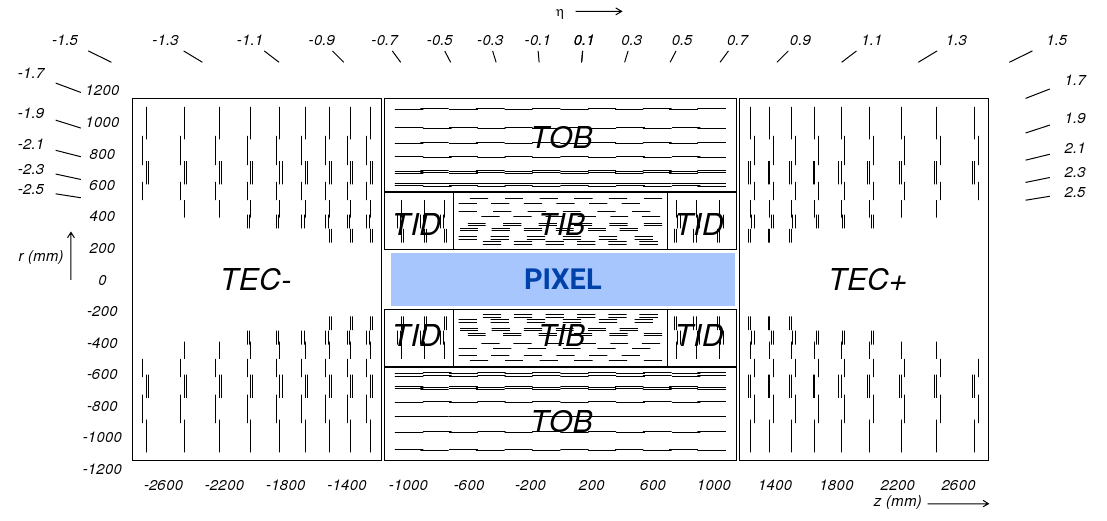 η
-1.5 -1.3 -1.1 -0.9 -0.7 -0.5 -0.3 -0.1 0.1 0.3 0.5 0.7 0.9 1.1 1.3 1.5
-1.7 1.7
1200
-1.9 1.9
1000
TOB
-2.1 2.1
800
-2.3 2.3
600
-2.5 2.5
400
TID TIB TID
200
r (mm)
0
TEC- PIXEL TEC+
-200
TID TIB TID
-400
-600
-800
TOB
-1000
-1200
-2600 -2200 -1800 -1400 -1000 -600 -200 200 600 1000 1400 1800 2200 2600
z (mm)